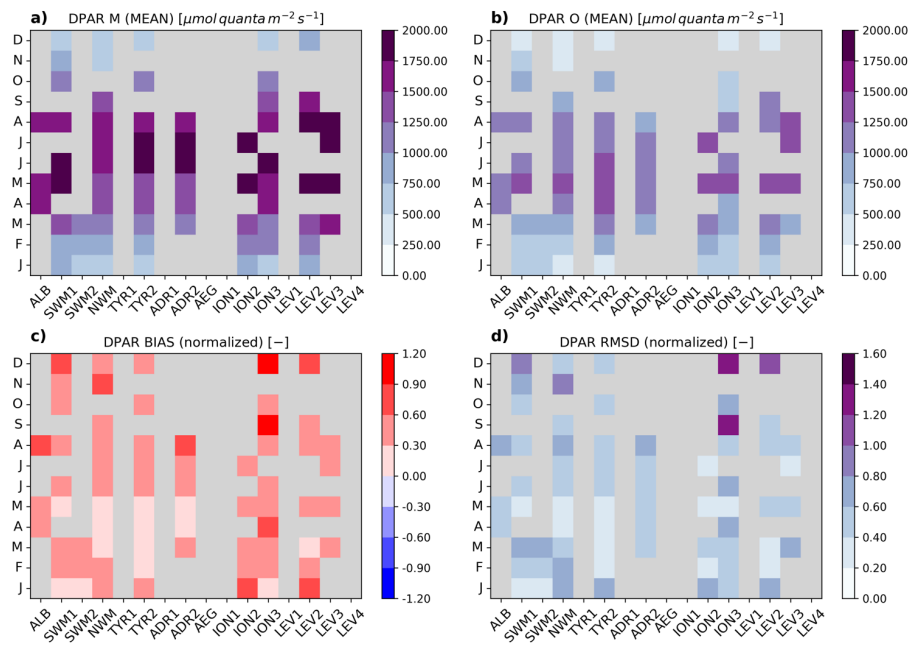 a) DPAR M (MEAN) [μmol quanta m⁻² s⁻¹]
D
N
O
S
A
J
J
M
A
M
F
J
ALB SWM1 SWM2 NWM TYR1 TYR2 ADR1 ADR2 AEG ION1 ION2 ION3 LEV1 LEV2 LEV3 LEV4
2000.00
1750.00
1500.00
1250.00
1000.00
750.00
500.00
250.00
0.00
b) DPAR O (MEAN) [μmol quanta m⁻² s⁻¹]
D
N
O
S
A
J
J
M
A
M
F
J
ALB SWM1 SWM2 NWM TYR1 TYR2 ADR1 ADR2 AEG ION1 ION2 ION3 LEV1 LEV2 LEV3 LEV4
2000.00
1750.00
1500.00
1250.00
1000.00
750.00
500.00
250.00
0.00
c) DPAR BIAS (normalized) [−]
D
N
O
S
A
J
J
M
A
M
F
J
ALB SWM1 SWM2 NWM TYR1 TYR2 ADR1 ADR2 AEG ION1 ION2 ION3 LEV1 LEV2 LEV3 LEV4
1.20
0.90
0.60
0.30
0.00
-0.30
-0.60
-0.90
-1.20
d) DPAR RMSD (normalized) [−]
D
N
O
S
A
J
J
M
A
M
F
J
ALB SWM1 SWM2 NWM TYR1 TYR2 ADR1 ADR2 AEG ION1 ION2 ION3 LEV1 LEV2 LEV3 LEV4
1.60
1.40
1.20
1.00
0.80
0.60
0.40
0.20
0.00